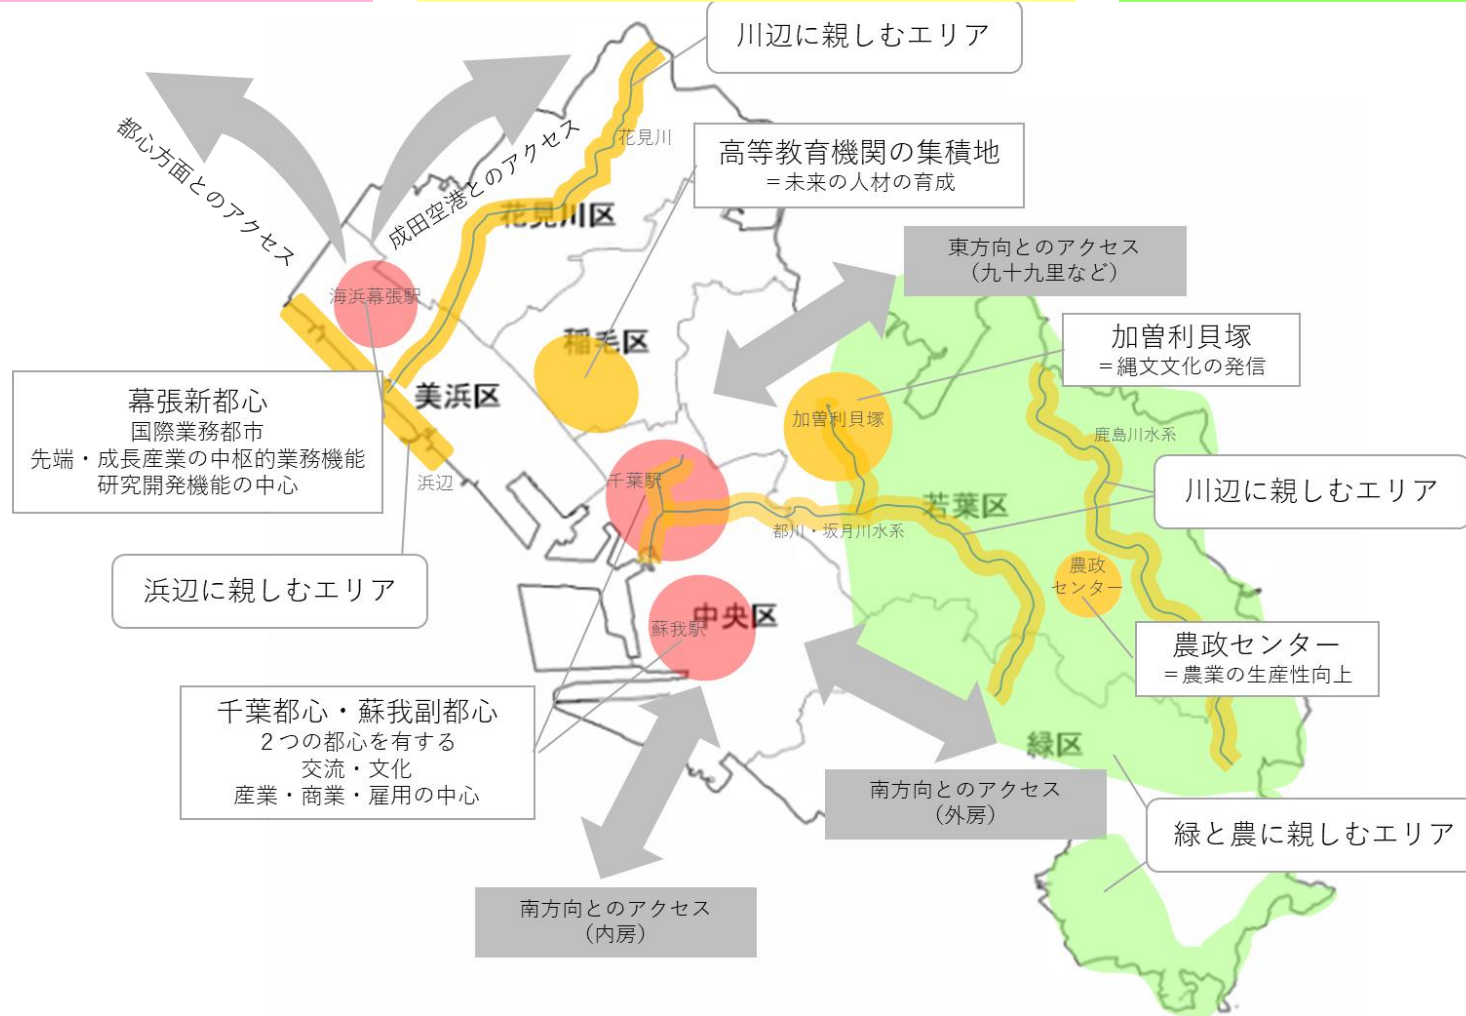 川辺に親しむエリア
都心方面とのアクセス
成田空港とのアクセス
花見川
高等教育機関の集積地
＝未来の人材の育成
花見川区
東方向とのアクセス
（九十九里など）
海浜幕張駅
稲毛区
加曽利貝塚
＝縄文文化の発信
幕張新都心
国際業務都市
先端・成長産業の中枢的業務機能
研究開発機能の中心
美浜区
加曽利貝塚
鹿島川水系
浜辺
千葉駅
川辺に親しむエリア
若葉区
都川・坂月川水系
浜辺に親しむエリア
農政
センター
中央区
蘇我駅
農政センター
＝農業の生産性向上
千葉都心・蘇我副都心
２つの都心を有する
交流・文化
産業・商業・雇用の中心
緑区
南方向とのアクセス
（外房）
緑と農に親しむエリア
南方向とのアクセス
（内房）